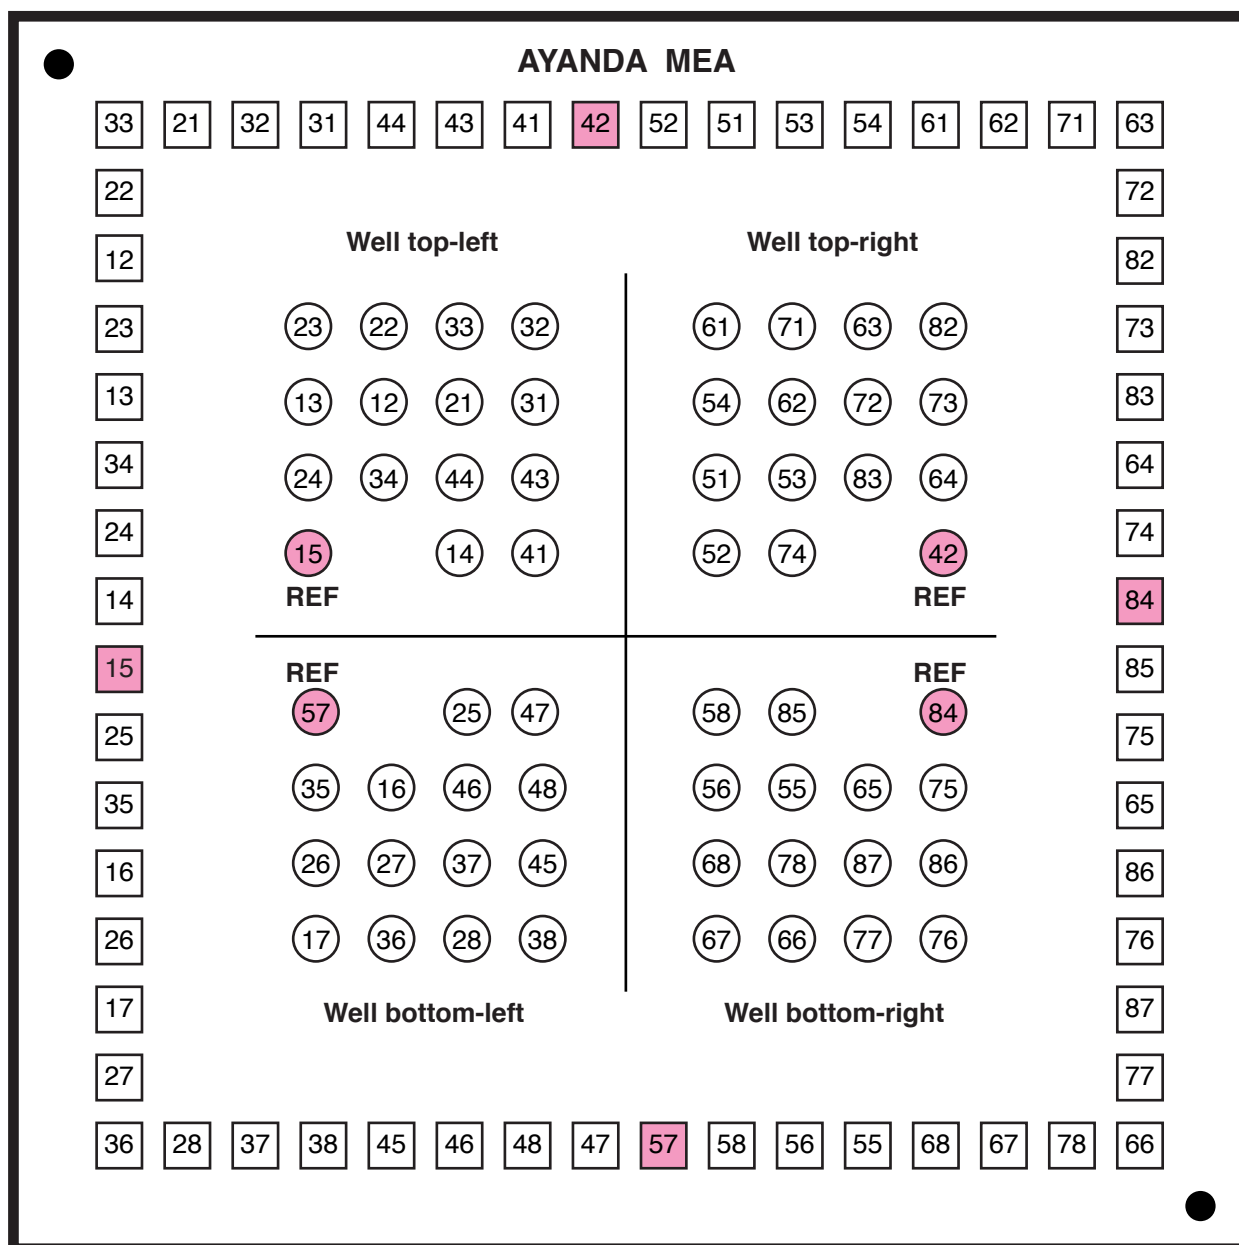 AYANDA MEA
33 21 32 31 44 43 41 42 52 51 53 54 61 62 71 63
22 72
Well top-left Well top-right
12 82
23 23 22 33 32 61 71 63 82 73
13 13 12 21 31 54 62 72 73 83
34 24 34 44 43 51 53 83 64 64
24 15 14 41 52 74 42 74
14 REF REF 84
15 REF REF 85
25 57 25 47 58 85 84 75
35 35 16 46 48 56 55 65 75 65
16 26 27 37 45 68 78 87 86 86
26 17 36 28 38 67 66 77 76 76
17 Well bottom-left Well bottom-right 87
27 77
36 28 37 38 45 46 48 47 57 58 56 55 68 67 78 66